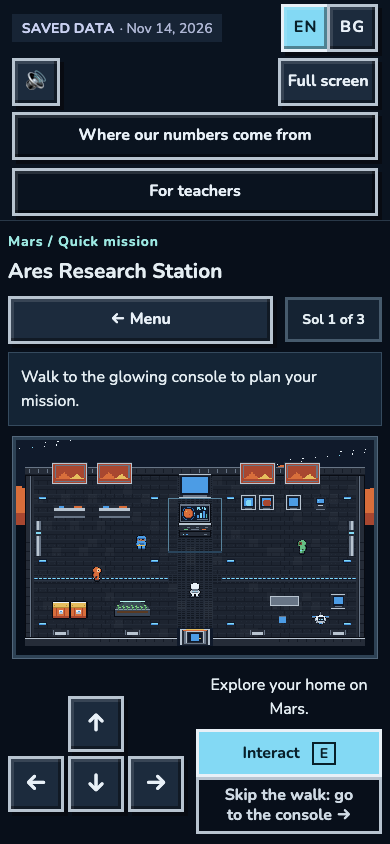 SAVED DATA · Nov 14, 2026
EN BG
Full screen
Where our numbers come from
For teachers
Mars / Quick mission
Ares Research Station
← Menu
Sol 1 of 3
Walk to the glowing console to plan your
mission.
Explore your home on
Mars.
↑
← ↓ →
Interact E
Skip the walk: go
to the console →